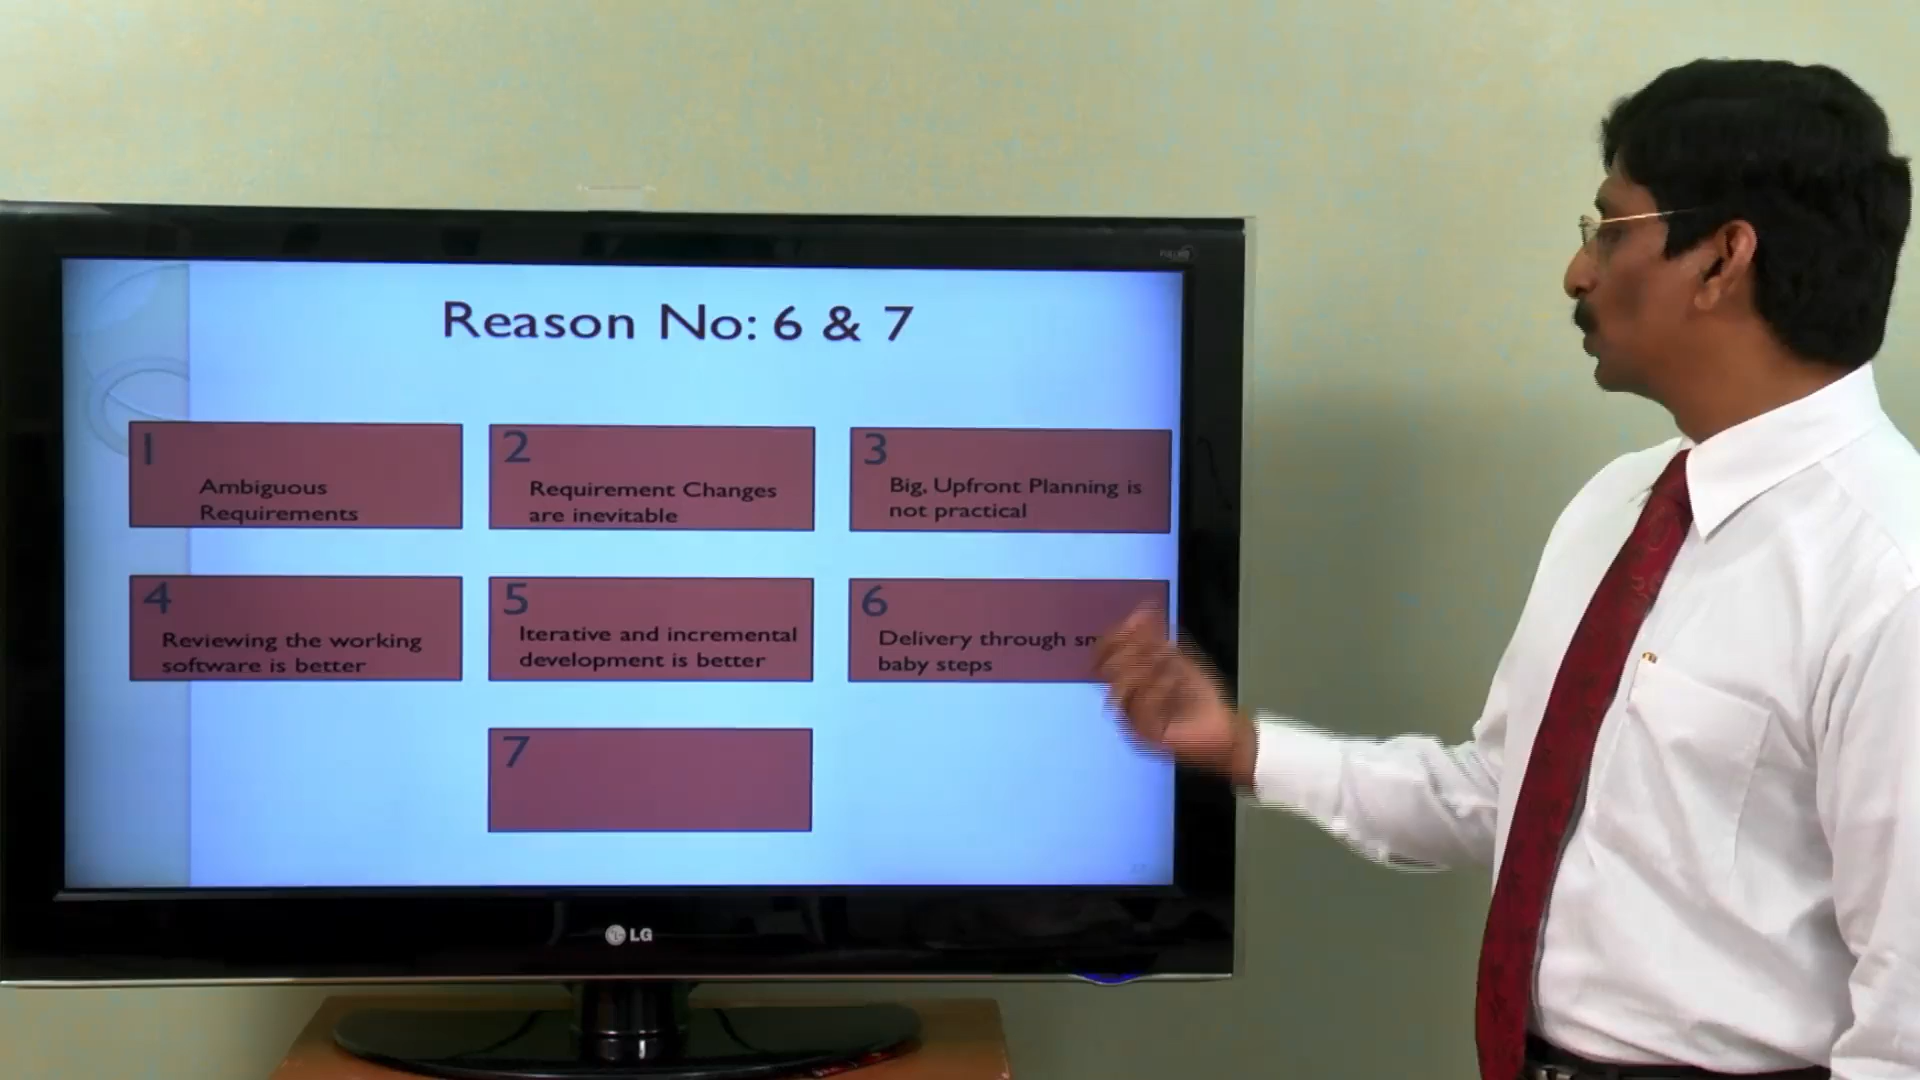 Reason No: 6 & 7
1
Ambiguous
Requirements
2
Requirement Changes
are inevitable
3
Big, Upfront Planning is
not practical
4
Reviewing the working
software is better
5
Iterative and incremental
development is better
6
Delivery through
baby steps
7
LG